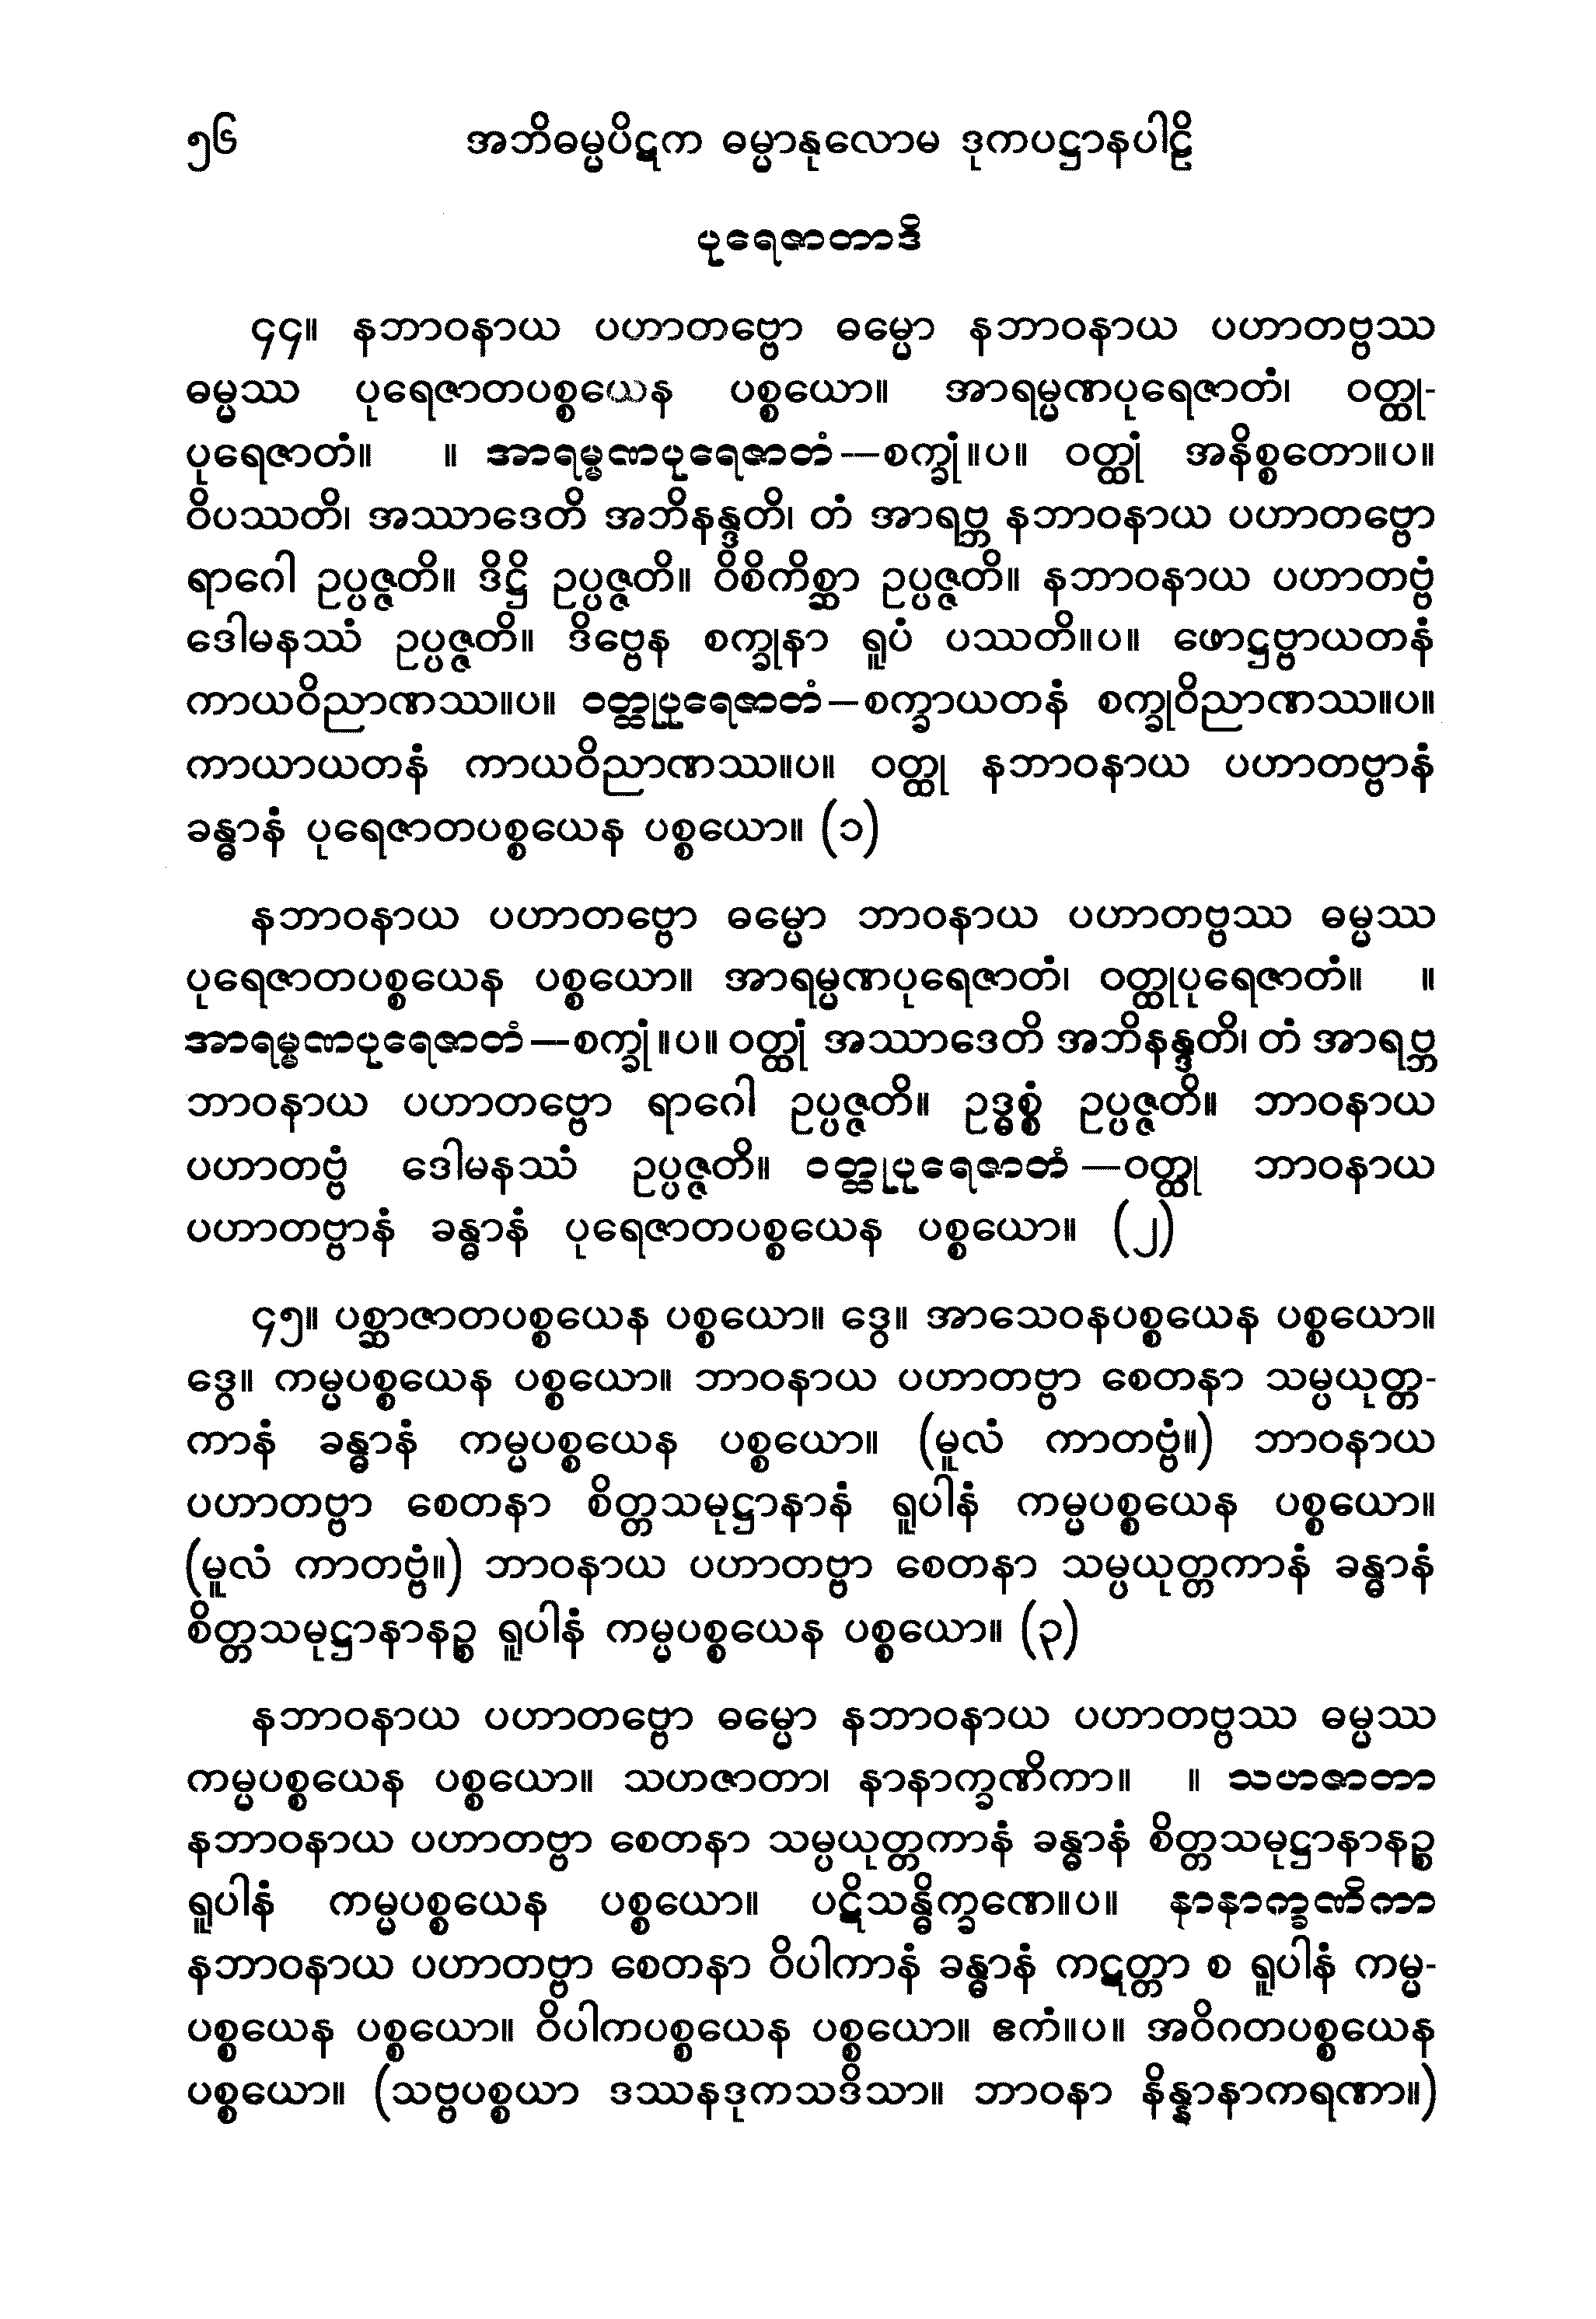 ၅၆ အဘိဓမ္မပိဋက ဓမ္မာနုလောမ ဒုကပဋ္ဌာနပါဠိ
ပုရေဇာတာဒိ
၄၄။ နဘာဝနာယ ပဟာတဗ္ဗော ဓမ္မော နဘာဝနာယ ပဟာတဗ္ဗဿ
ဓမ္မဿ ပုရေဇာတပစ္စယေန ပစ္စယော။ အာရမ္မဏပုရေဇာတံ၊ ဝတ္ထု-
ပုရေဇာတံ။ ။ အာရမ္မဏပုရေဇာတံ—စက္ခုံ။ပ။ ဝတ္ထုံ အနိစ္စတော။ပ။
ဝိပဿတိ၊ အဿာဒေတိ အဘိနန္ဒတိ၊ တံ အာရဗ္ဘ နဘာဝနာယ ပဟာတဗ္ဗော
ရာဂေါ ဥပ္ပဇ္ဇတိ။ ဒိဋ္ဌိ ဥပ္ပဇ္ဇတိ။ ဝိစိကိစ္ဆာ ဥပ္ပဇ္ဇတိ။ နဘာဝနာယ ပဟာတဗ္ဗံ
ဒေါမနဿံ ဥပ္ပဇ္ဇတိ။ ဒိဗ္ဗေန စက္ခုနာ ရူပံ ပဿတိ။ပ။ ဖောဋ္ဌဗ္ဗာယတနံ
ကာယဝိညာဏဿ။ပ။ ဝတ္ထုပုရေဇာတံ—စက္ခာယတနံ စက္ခုဝိညာဏဿ။ပ။
ကာယာယတနံ ကာယဝိညာဏဿ။ပ။ ဝတ္ထု နဘာဝနာယ ပဟာတဗ္ဗာနံ
ခန္ဓာနံ ပုရေဇာတပစ္စယေန ပစ္စယော။ (၁)
နဘာဝနာယ ပဟာတဗ္ဗော ဓမ္မော ဘာဝနာယ ပဟာတဗ္ဗဿ ဓမ္မဿ
ပုရေဇာတပစ္စယေန ပစ္စယော။ အာရမ္မဏပုရေဇာတံ၊ ဝတ္ထုပုရေဇာတံ။ ။
အာရမ္မဏပုရေဇာတံ—စက္ခုံ။ပ။ ဝတ္ထုံ အဿာဒေတိ အဘိနန္ဒတိ၊ တံ အာရဗ္ဘ
ဘာဝနာယ ပဟာတဗ္ဗော ရာဂေါ ဥပ္ပဇ္ဇတိ။ ဥဒ္ဓစ္စံ ဥပ္ပဇ္ဇတိ။ ဘာဝနာယ
ပဟာတဗ္ဗံ ဒေါမနဿံ ဥပ္ပဇ္ဇတိ။ ဝတ္ထုပုရေဇာတံ—ဝတ္ထု ဘာဝနာယ
ပဟာတဗ္ဗာနံ ခန္ဓာနံ ပုရေဇာတပစ္စယေန ပစ္စယော။ (၂)
၄၅။ ပစ္ဆာဇာတပစ္စယေန ပစ္စယော။ ဒွေ။ အာသေဝနပစ္စယေန ပစ္စယော။
ဒွေ။ ကမ္မပစ္စယေန ပစ္စယော။ ဘာဝနာယ ပဟာတဗ္ဗာ စေတနာ သမ္ပယုတ္တ-
ကာနံ ခန္ဓာနံ ကမ္မပစ္စယေန ပစ္စယော။ (မူလံ ကာတဗ္ဗံ။) ဘာဝနာယ
ပဟာတဗ္ဗာ စေတနာ စိတ္တသမုဋ္ဌာနာနံ ရူပါနံ ကမ္မပစ္စယေန ပစ္စယော။
(မူလံ ကာတဗ္ဗံ။) ဘာဝနာယ ပဟာတဗ္ဗာ စေတနာ သမ္ပယုတ္တကာနံ ခန္ဓာနံ
စိတ္တသမုဋ္ဌာနာနဉ္စ ရူပါနံ ကမ္မပစ္စယေန ပစ္စယော။ (၃)
နဘာဝနာယ ပဟာတဗ္ဗော ဓမ္မော နဘာဝနာယ ပဟာတဗ္ဗဿ ဓမ္မဿ
ကမ္မပစ္စယေန ပစ္စယော။ သဟဇာတာ၊ နာနာက္ခဏိကာ။ ။ သဟဇာတာ
နဘာဝနာယ ပဟာတဗ္ဗာ စေတနာ သမ္ပယုတ္တကာနံ ခန္ဓာနံ စိတ္တသမုဋ္ဌာနာနဉ္စ
ရူပါနံ ကမ္မပစ္စယေန ပစ္စယော။ ပဋိသန္ဓိက္ခဏေ။ပ။ နာနာက္ခဏိကာ
နဘာဝနာယ ပဟာတဗ္ဗာ စေတနာ ဝိပါကာနံ ခန္ဓာနံ ကဋတ္တာ စ ရူပါနံ ကမ္မ-
ပစ္စယေန ပစ္စယော။ ဝိပါကပစ္စယေန ပစ္စယော။ ဧကံ။ပ။ အဝိဂတပစ္စယေန
ပစ္စယော။ (သဗ္ဗပစ္စယာ ဒဿနဒုကသဒိသာ။ ဘာဝနာ နိန္နာနာကရဏာ။)